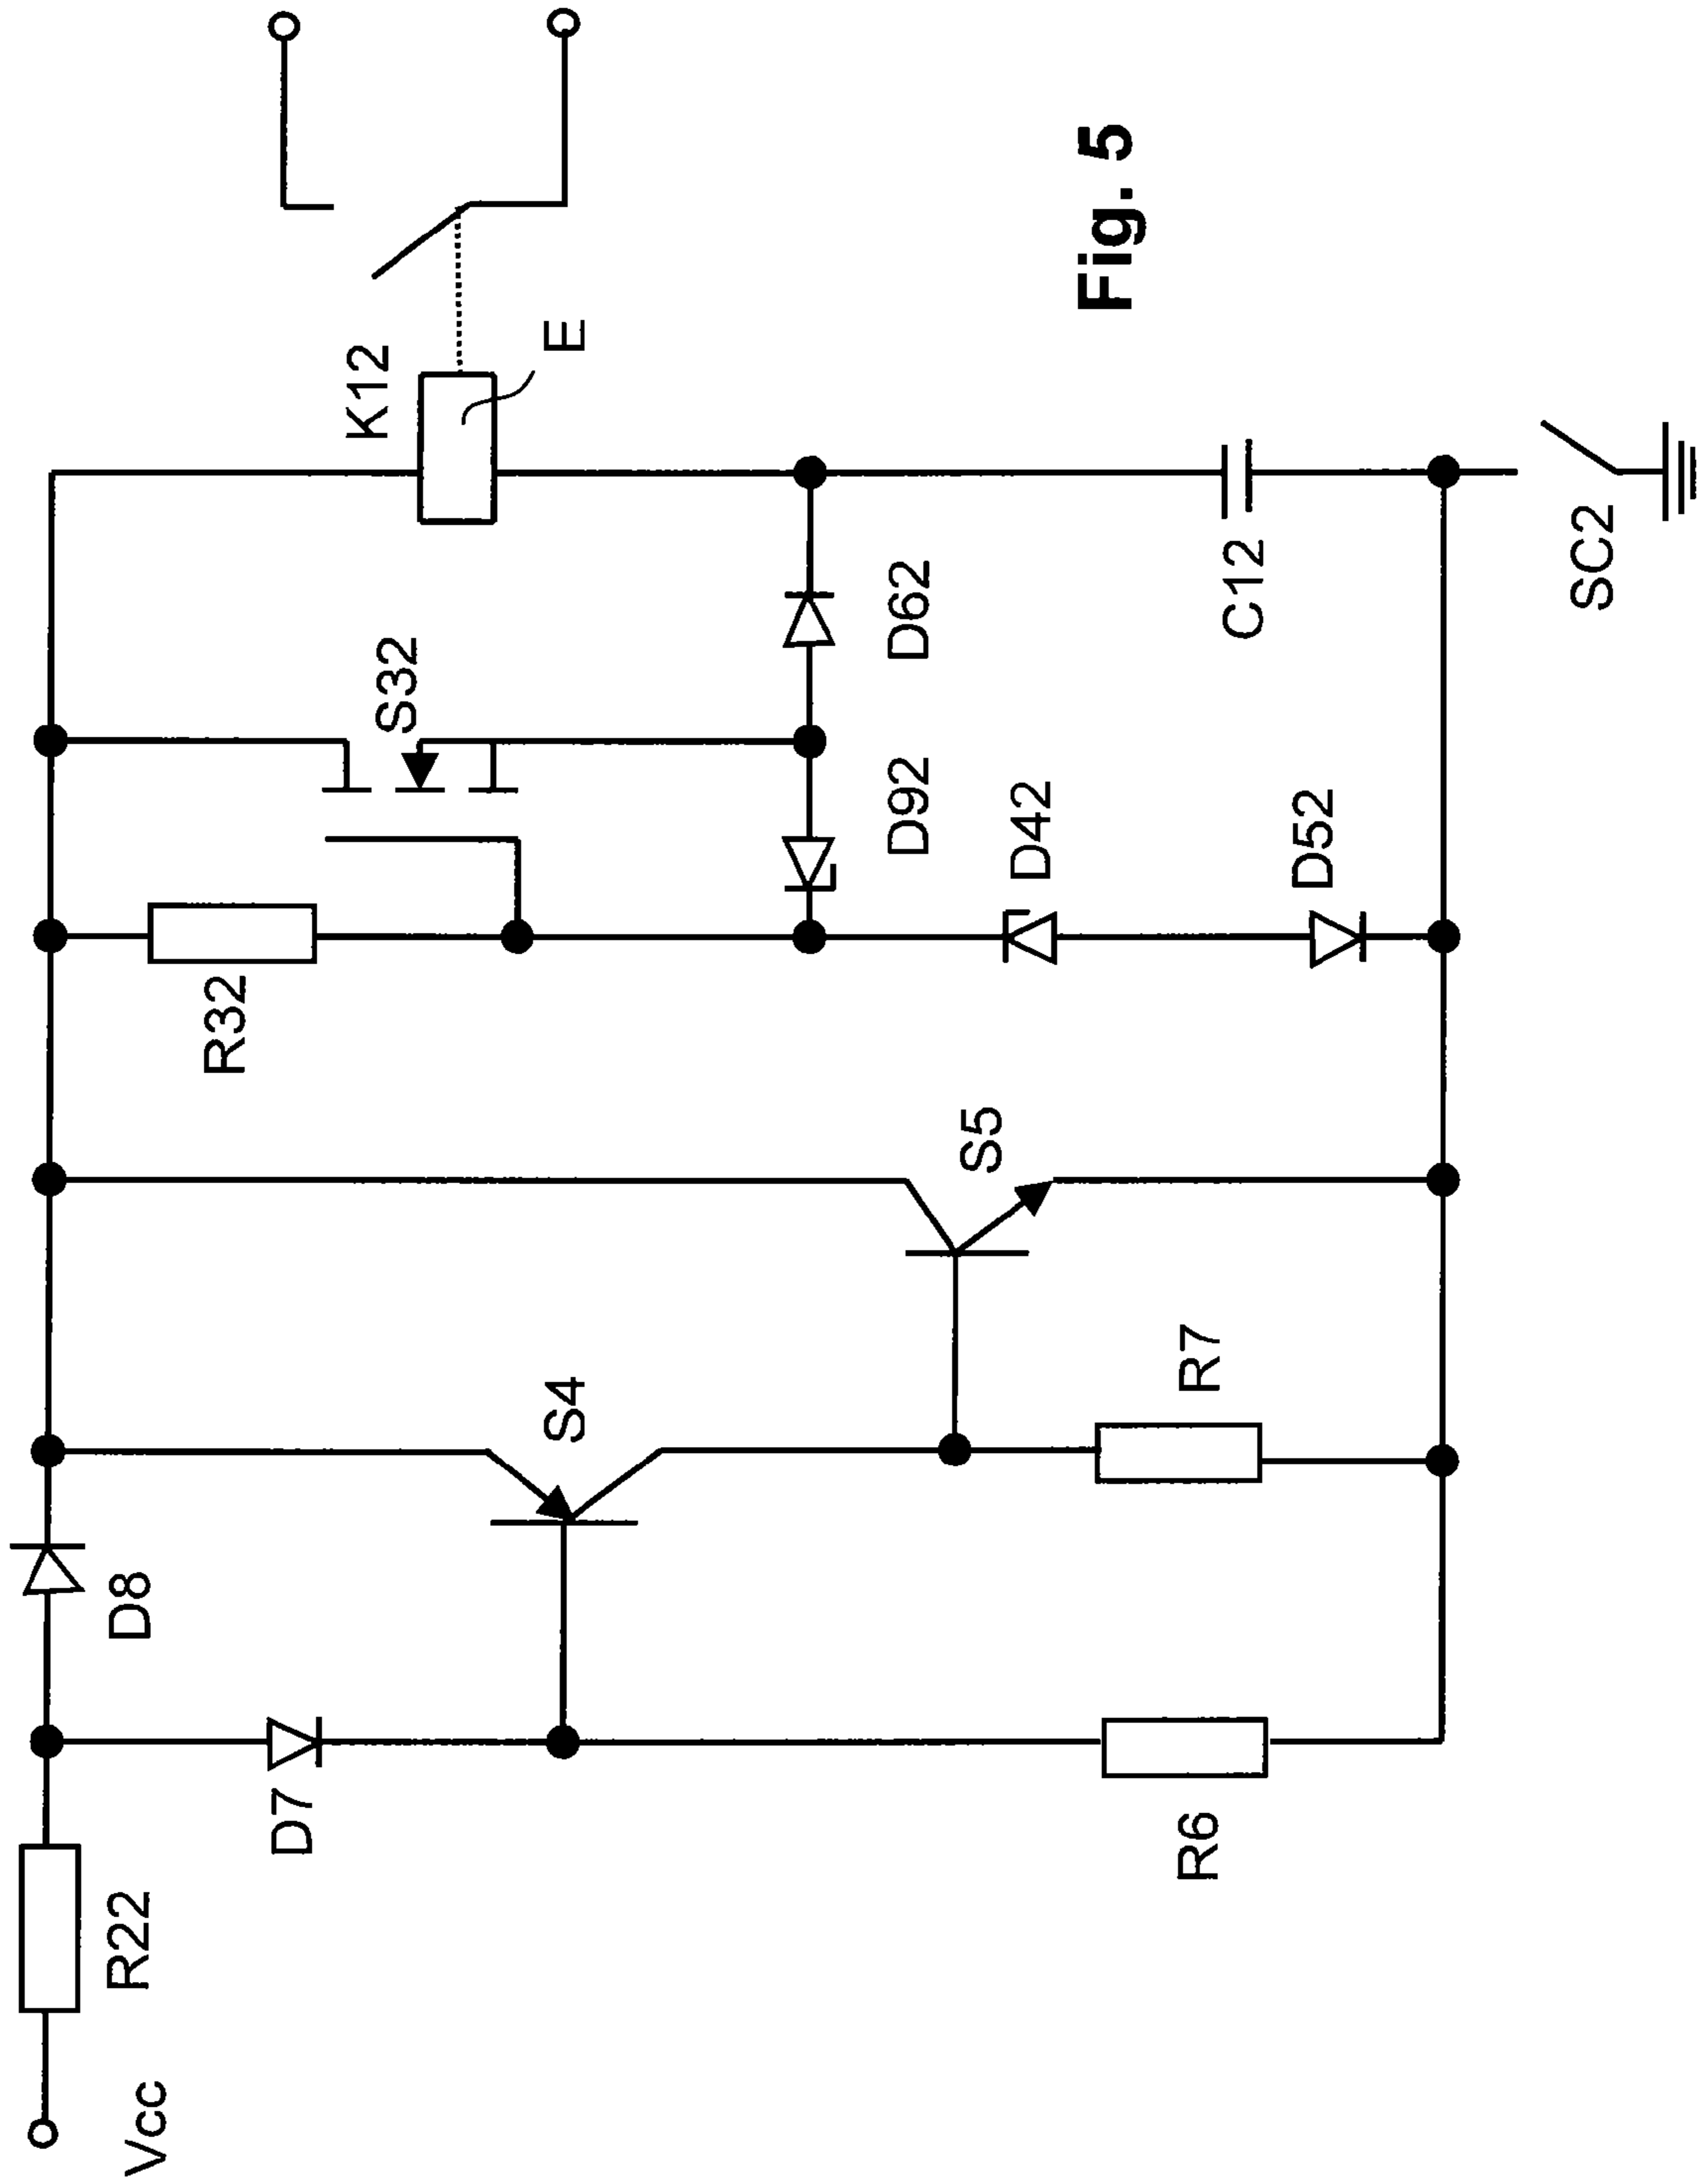 Vcc
R22
D8
D7
R6
S4
R7
S5
R32
S32
D92
D62
D42
D52
K12
E
C12
SC2
Fig. 5